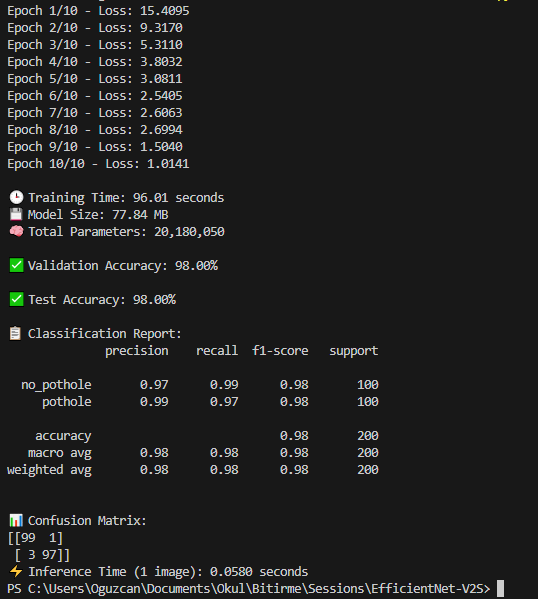 Epoch 1/10 - Loss: 15.4095
Epoch 2/10 - Loss: 9.3170
Epoch 3/10 - Loss: 5.3110
Epoch 4/10 - Loss: 3.8032
Epoch 5/10 - Loss: 3.0811
Epoch 6/10 - Loss: 2.5405
Epoch 7/10 - Loss: 2.6063
Epoch 8/10 - Loss: 2.6994
Epoch 9/10 - Loss: 1.5040
Epoch 10/10 - Loss: 1.0141
🕒 Training Time: 96.01 seconds
💾 Model Size: 77.84 MB
🧠 Total Parameters: 20,180,050
✅ Validation Accuracy: 98.00%
✅ Test Accuracy: 98.00%
📋 Classification Report:
precision recall f1-score support
no_pothole 0.97 0.99 0.98 100
pothole 0.99 0.97 0.98 100
accuracy 0.98 200
macro avg 0.98 0.98 0.98 200
weighted avg 0.98 0.98 0.98 200
📊 Confusion Matrix:
[[99 1]
[ 3 97]]
⚡ Inference Time (1 image): 0.0580 seconds
PS C:\Users\Oguzcan\Documents\Okul\Bitirme\Sessions\EfficientNet-V2S>